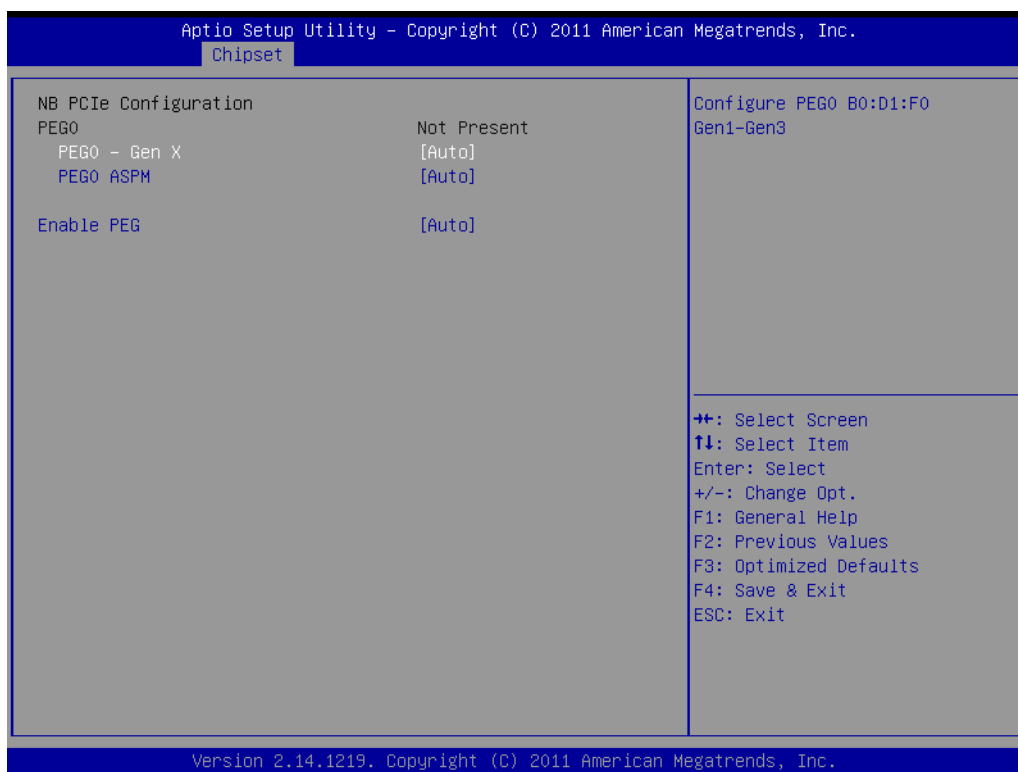 Aptio Setup Utility – Copyright (C) 2011 American Megatrends, Inc.
Chipset
NB PCIe Configuration
PEG0 Not Present
PEG0 – Gen X [Auto]
PEG0 ASPM [Auto]
Enable PEG [Auto]
Configure PEG0 B0:D1:F0
Gen1-Gen3
→←: Select Screen
↑↓: Select Item
Enter: Select
+/-: Change Opt.
F1: General Help
F2: Previous Values
F3: Optimized Defaults
F4: Save & Exit
ESC: Exit
Version 2.14.1219. Copyright (C) 2011 American Megatrends, Inc.